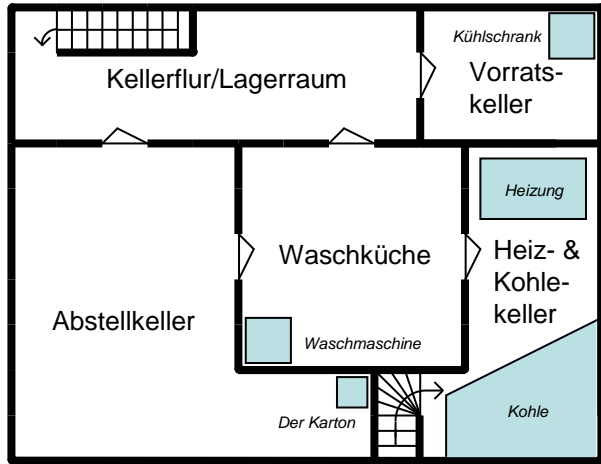 Kühlschrank
Kellerflur/Lagerraum
Vorrats-
keller
Heizung
Waschküche
Heiz- &
Kohle-
keller
Abstellkeller
Waschmaschine
Der Karton
Kohle